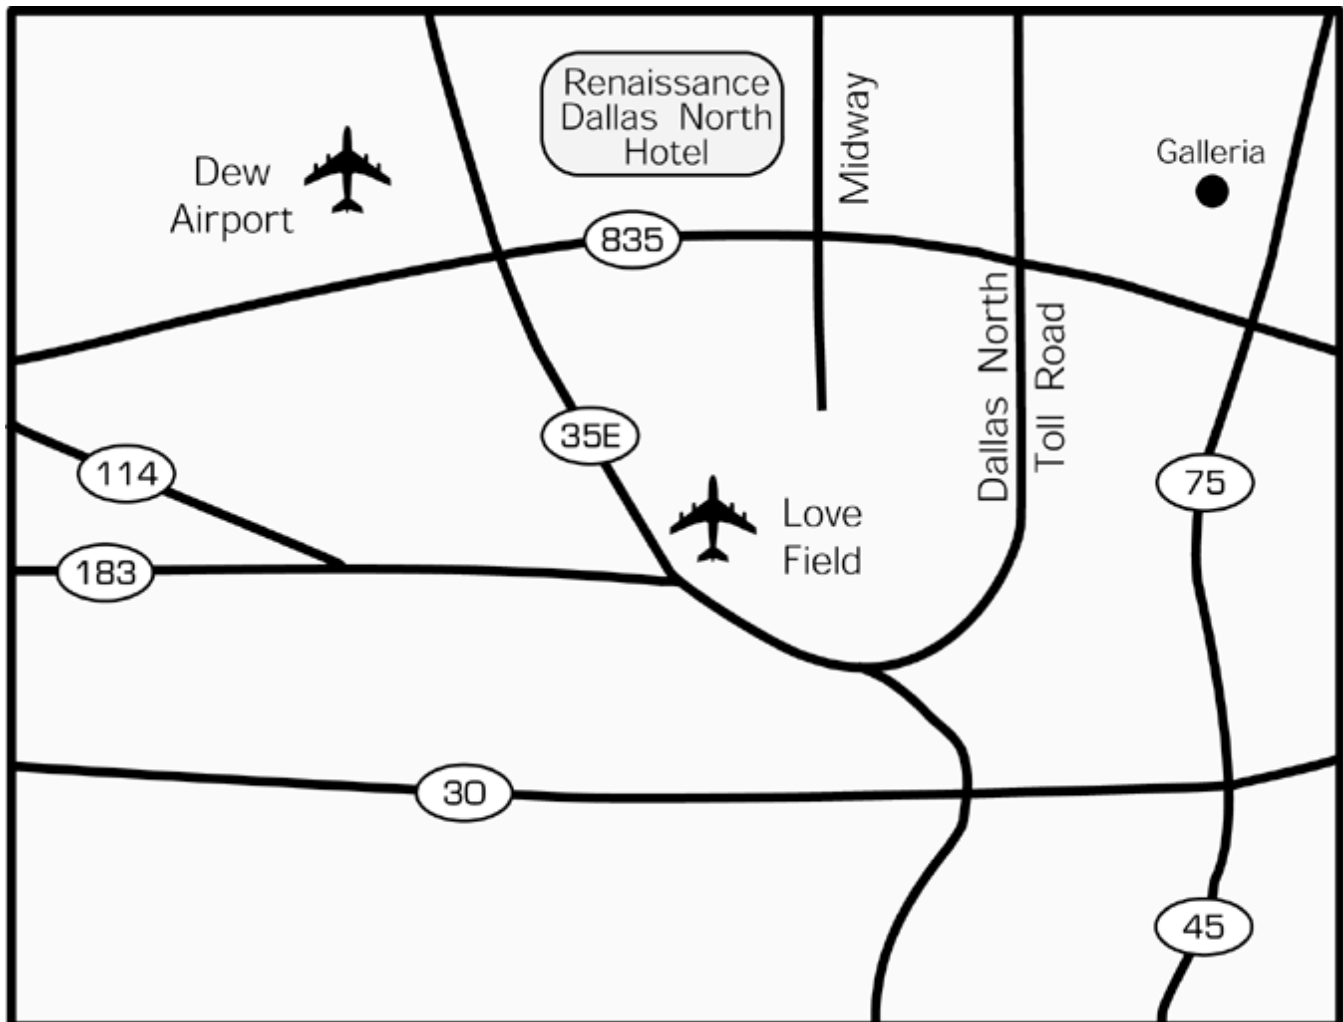 Renaissance
Dallas North
Hotel
Midway
Galleria
Dew
Airport
835
Dallas North
Toll Road
35E
114
75
Love
Field
183
30
45